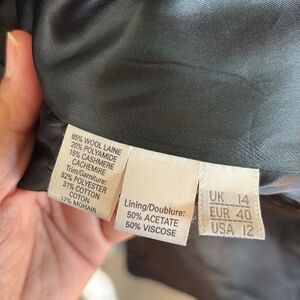 65% WOOL LAINE
20% POLYAMIDE
15% CASHMERE
CACHEMIRE
Trim/Garniture:
52% POLYESTER
31% COTTON
COTON
17% MOHAIR
Lining/Doublure:
50% ACETATE
50% VISCOSE
UK 14
EUR 40
USA 12